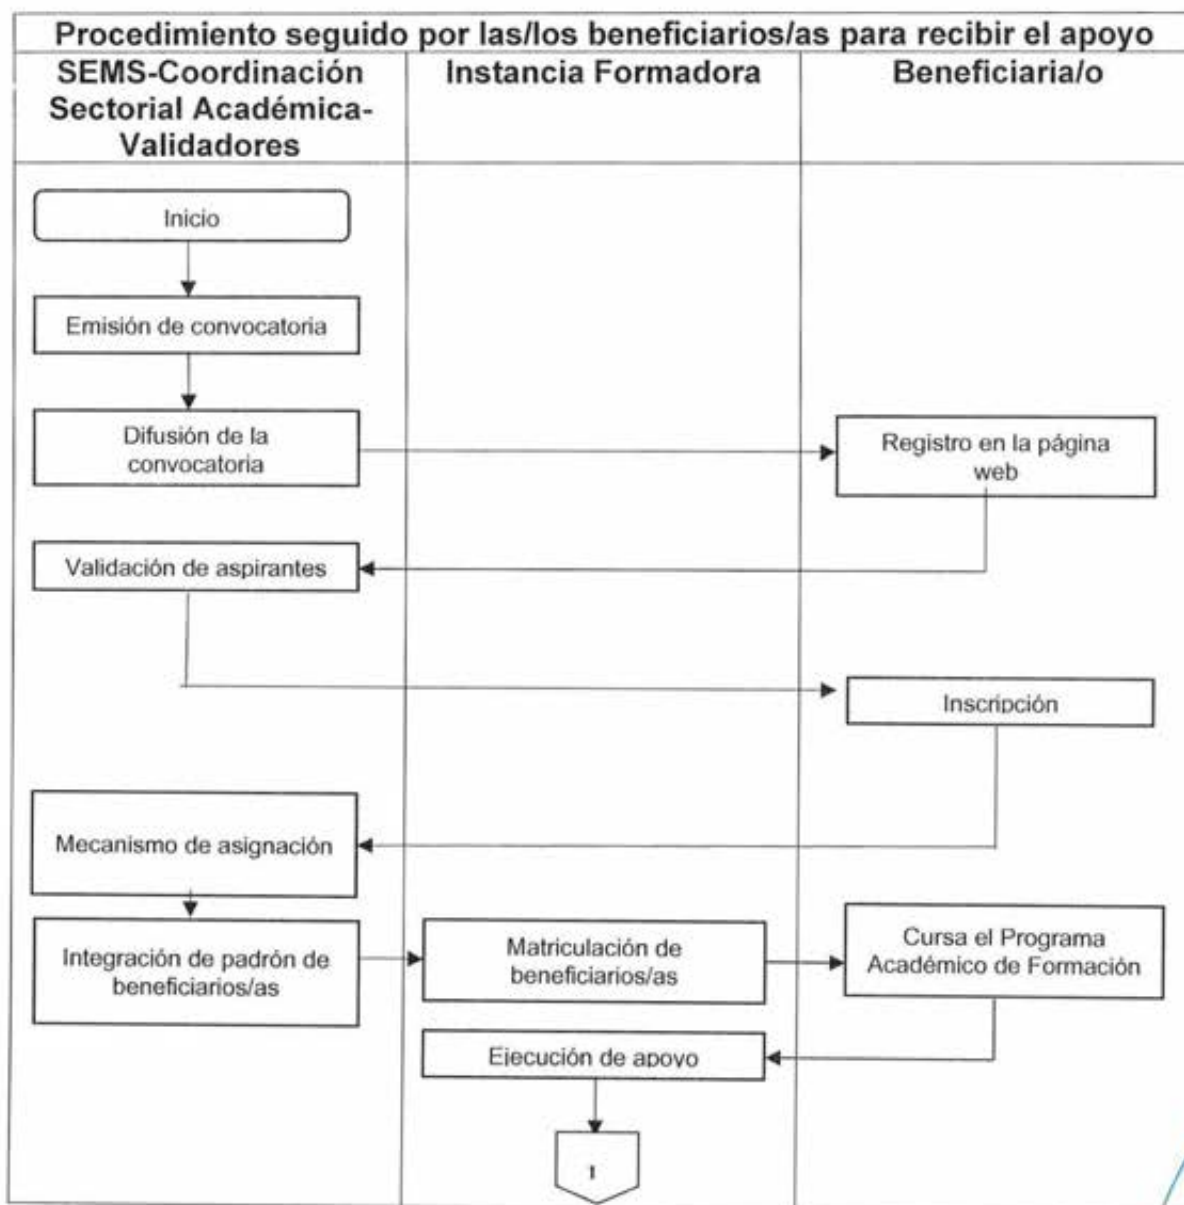 Procedimiento seguido por las/los beneficiarios/as para recibir el apoyo
SEMS-Coordinación
Sectorial Académica-
Validadores
Instancia Formadora
Beneficiaria/o
Inicio
Emisión de convocatoria
Difusión de la
convocatoria
Registro en la página
web
Validación de aspirantes
Inscripción
Mecanismo de asignación
Integración de padrón de
beneficiarios/as
Matriculación de
beneficiarios/as
Cursa el Programa
Académico de Formación
Ejecución de apoyo
1